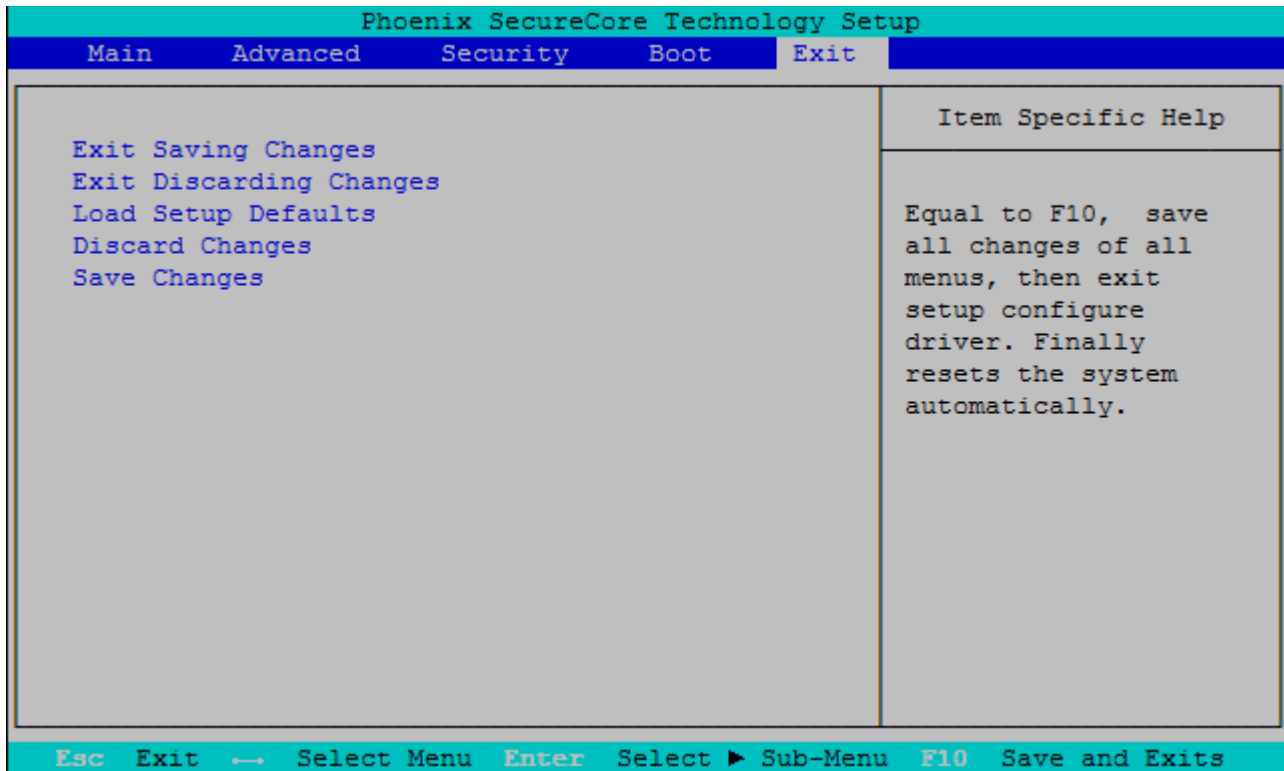 Phoenix SecureCore Technology Setup
Main Advanced Security Boot Exit
Exit Saving Changes
Exit Discarding Changes
Load Setup Defaults
Discard Changes
Save Changes
Item Specific Help
Equal to F10,  save
all changes of all
menus, then exit
setup configure
driver. Finally
resets the system
automatically.
Esc Exit ←→ Select Menu Enter Select ► Sub-Menu F10 Save and Exits